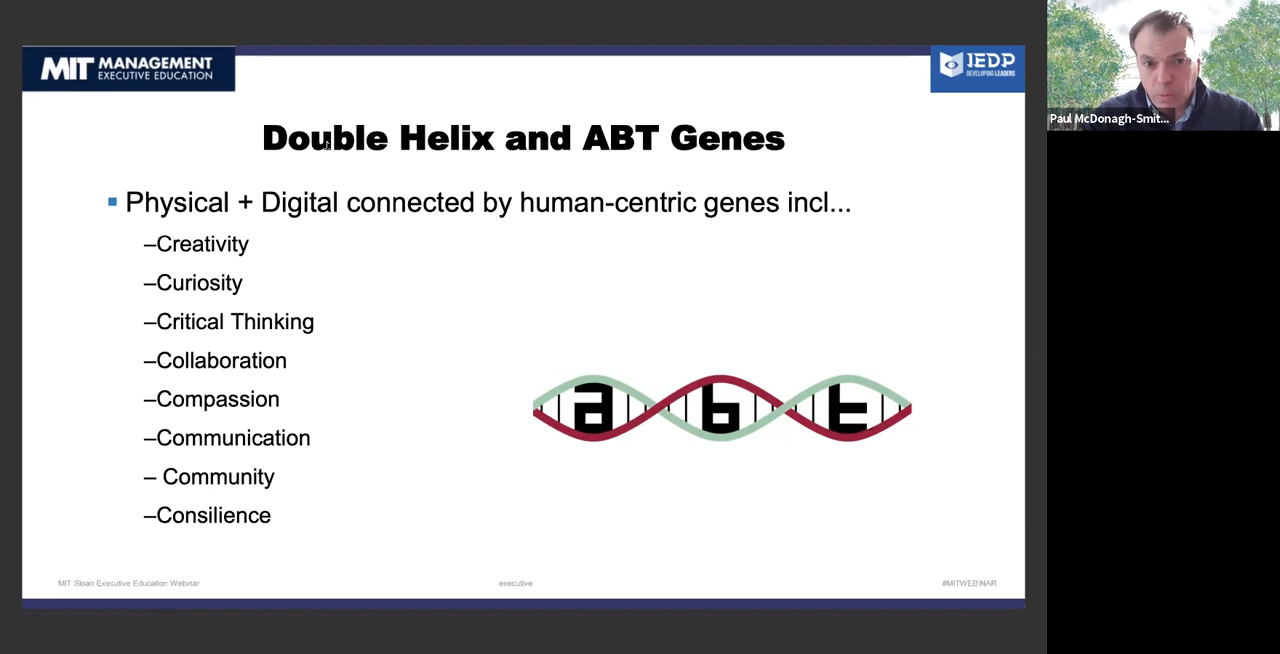 MIT MANAGEMENT
EXECUTIVE EDUCATION
IEDP
DEVELOPING LEADERS
Paul McDonagh-Smit...
Double Helix and ABT Genes
▪ Physical + Digital connected by human-centric genes incl...
–Creativity
–Curiosity
–Critical Thinking
–Collaboration
–Compassion
–Communication
– Community
–Consilience
a b t
MIT Sloan Executive Education Webinar
executive
#MITWEBINAR